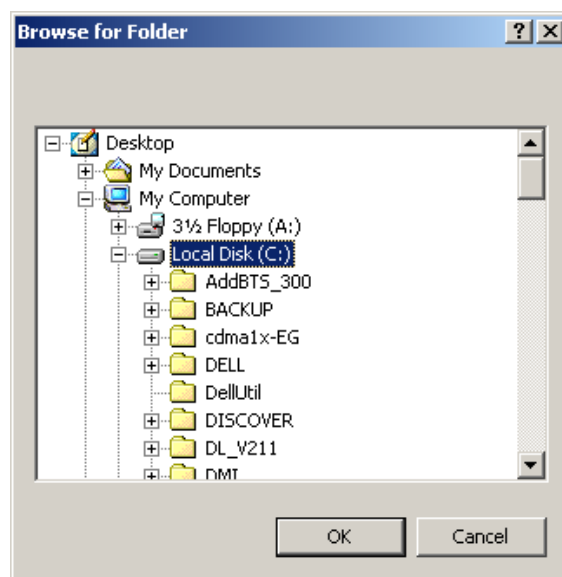 Browse for Folder
Desktop
My Documents
My Computer
3½ Floppy (A:)
Local Disk (C:)
AddBTS_300
BACKUP
cdma1x-EG
DELL
DellUtil
DISCOVER
DL_V211
DMI
OK Cancel